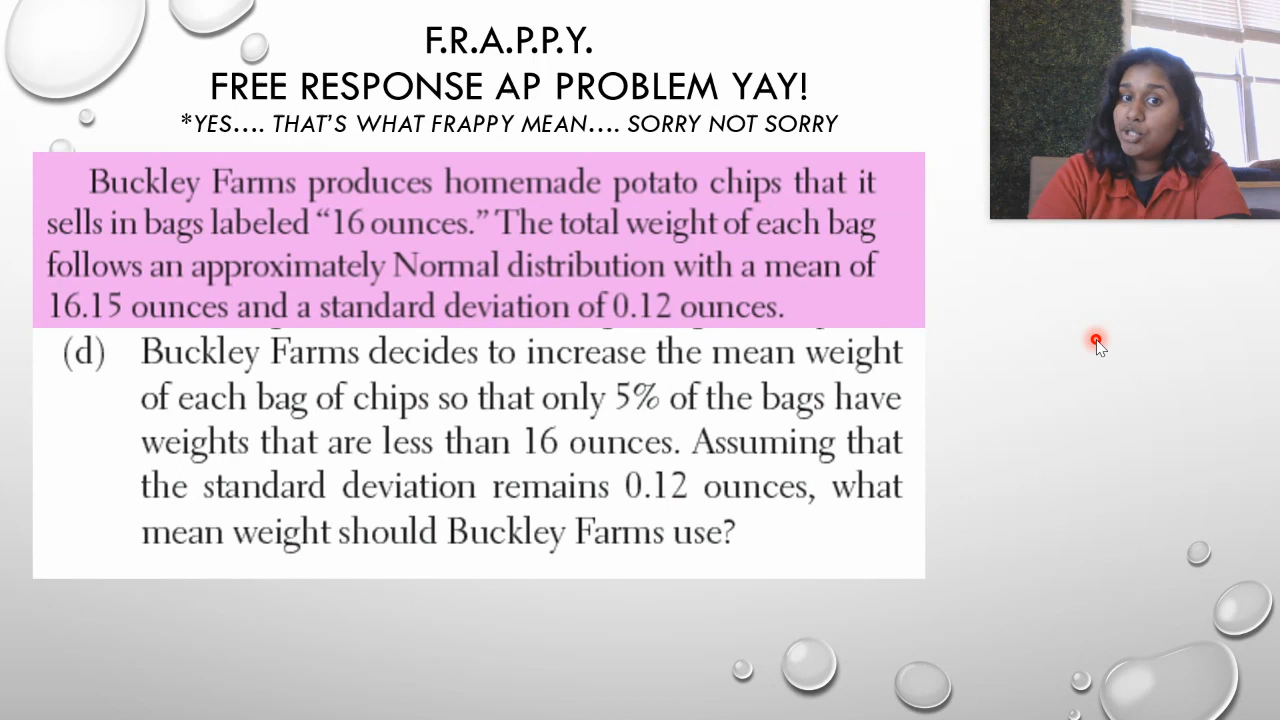 F.R.A.P.P.Y.
FREE RESPONSE AP PROBLEM YAY!
*YES.... THAT'S WHAT FRAPPY MEAN.... SORRY NOT SORRY
Buckley Farms produces homemade potato chips that it
sells in bags labeled “16 ounces.” The total weight of each bag
follows an approximately Normal distribution with a mean of
16.15 ounces and a standard deviation of 0.12 ounces.
(d) Buckley Farms decides to increase the mean weight
of each bag of chips so that only 5% of the bags have
weights that are less than 16 ounces. Assuming that
the standard deviation remains 0.12 ounces, what
mean weight should Buckley Farms use?